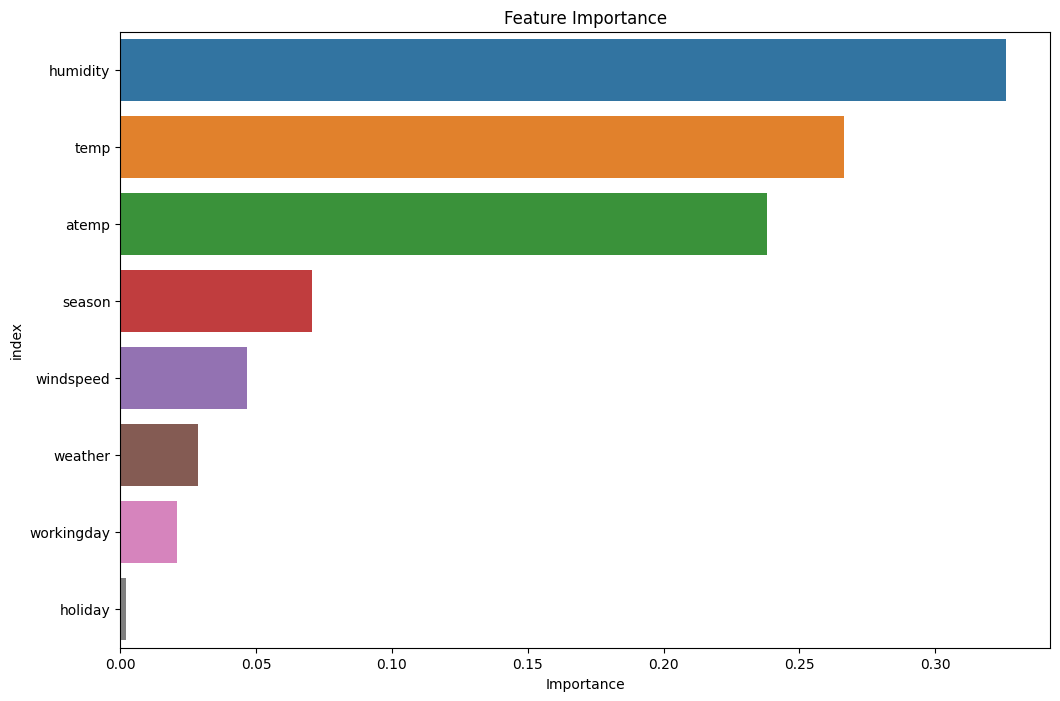 Feature Importance
humidity
temp
atemp
season
windspeed
weather
workingday
holiday
index
0.00 0.05 0.10 0.15 0.20 0.25 0.30
Importance